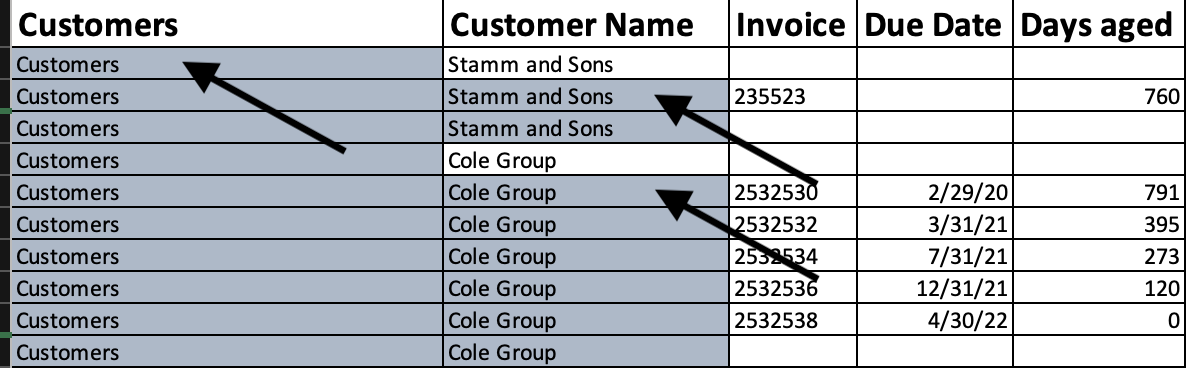 Customers Customer Name Invoice Due Date Days aged
Customers Stamm and Sons
Customers Stamm and Sons 235523 760
Customers Stamm and Sons
Customers Cole Group
Customers Cole Group 2532530 2/29/20 791
Customers Cole Group 2532532 3/31/21 395
Customers Cole Group 2532534 7/31/21 273
Customers Cole Group 2532536 12/31/21 120
Customers Cole Group 2532538 4/30/22 0
Customers Cole Group